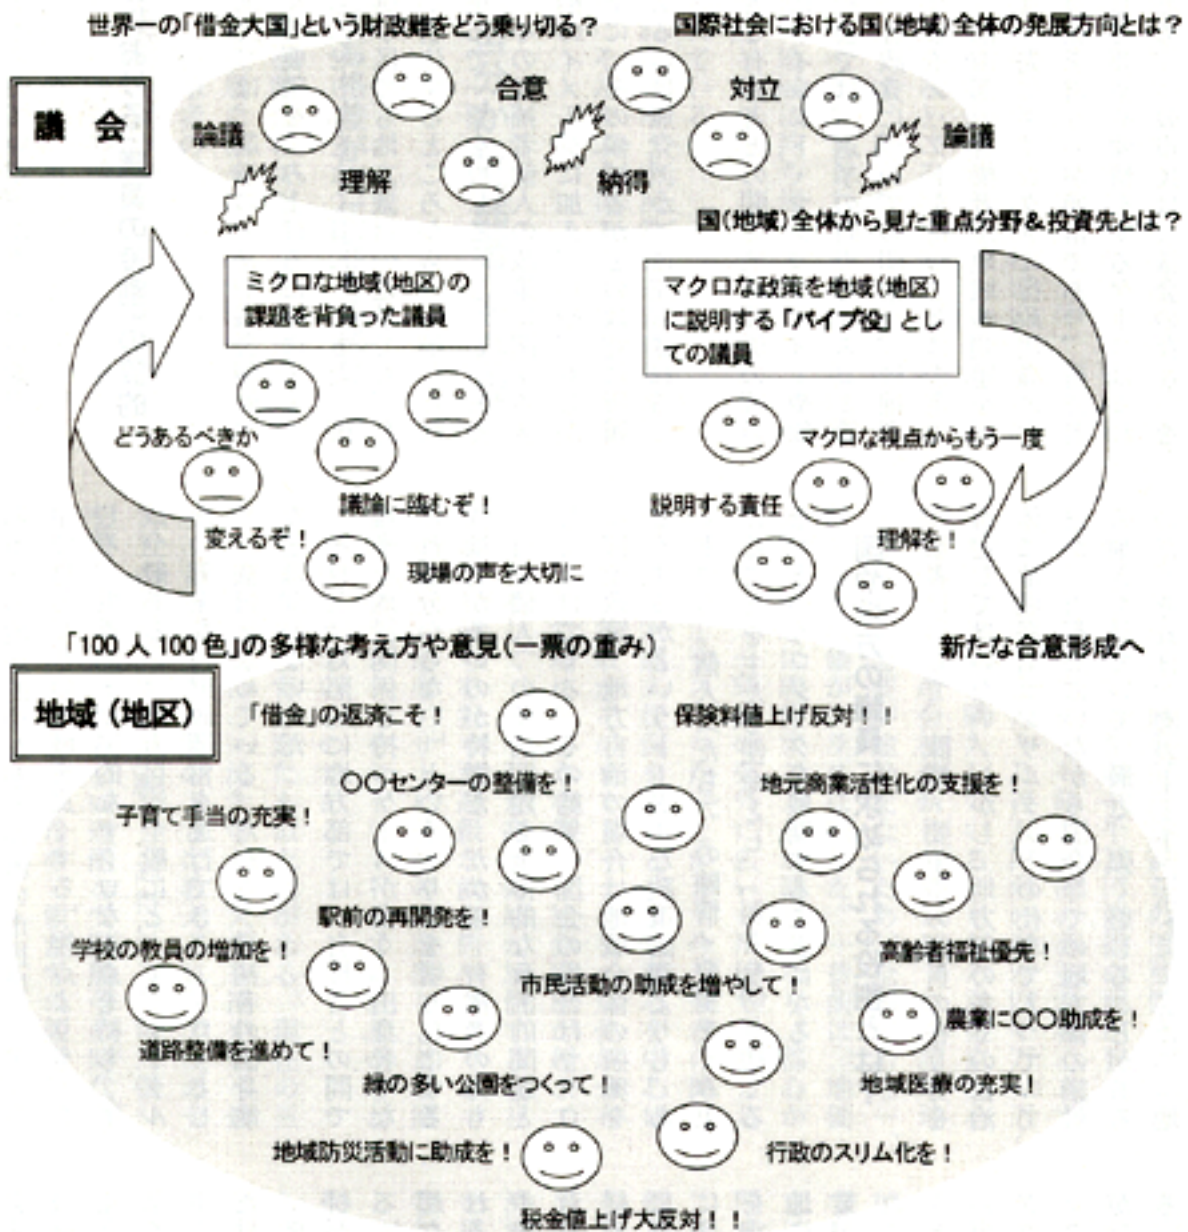 世界一の「借金大国」という財政難をどう乗り切る？
国際社会における国(地域)全体の発展方向とは？
議 会
合意
対立
論議
論議
理解
納得
国(地域)全体から見た重点分野＆投資先とは？
ミクロな地域(地区)の
課題を背負った議員
マクロな政策を地域(地区)
に説明する「パイプ役」とし
ての議員
どうあるべきか
マクロな視点からもう一度
議論に臨むぞ！
説明する責任
変えるぞ！
理解を！
現場の声を大切に
「100 人 100 色」の多様な考え方や意見(一票の重み)
新たな合意形成へ
地域 (地区)
「借金」の返済こそ！
保険料値上げ反対！！
〇〇センターの整備を！
地元商業活性化の支援を！
子育て手当の充実！
駅前の再開発を！
学校の教員の増加を！
高齢者福祉優先！
市民活動の助成を増やして！
農業に〇〇助成を！
道路整備を進めて！
緑の多い公園をつくって！
地域医療の充実！
地域防災活動に助成を！
行政のスリム化を！
税金値上げ大反対！！